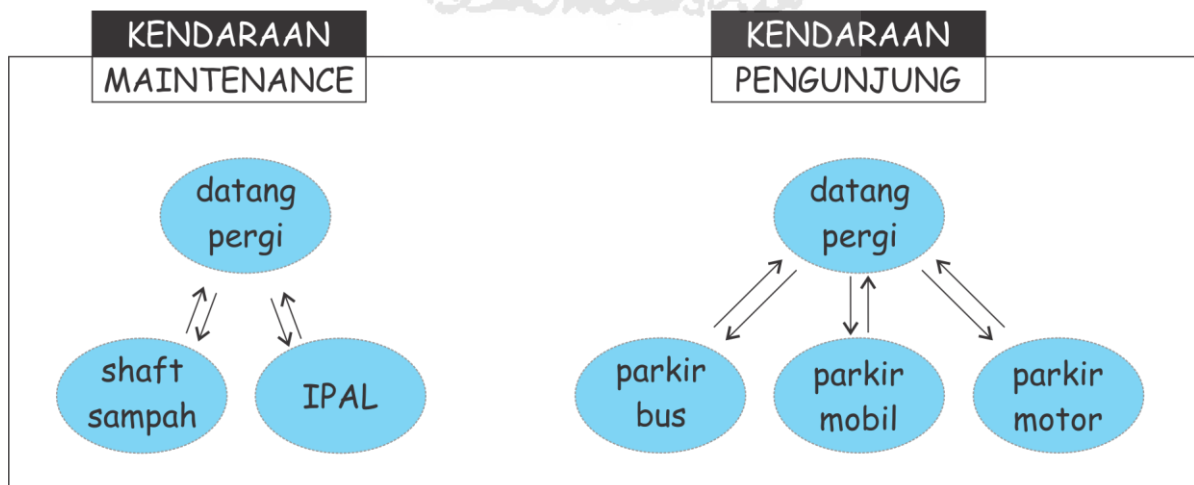 KENDARAAN
MAINTENANCE
datang
pergi
shaft
sampah
IPAL
KENDARAAN
PENGUNJUNG
datang
pergi
parkir
bus
parkir
mobil
parkir
motor